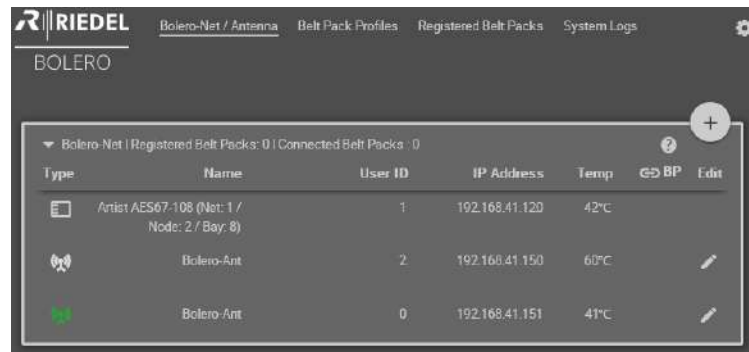 RIEDEL Bolero-Net / Antenna Belt Pack Profiles Registered Belt Packs System Logs
BOLERO
+
Bolero-Net | Registered Belt Packs: 0 | Connected Belt Packs : 0 ?
Type Name User ID IP Address Temp BP Edit
Artist AES67-108 (Net: 1 / 1 192.168.41.120 42°C
Node: 2 / Bay: 8)
Bolero-Ant 2 192.168.41.150 60°C
Bolero-Ant 0 192.168.41.151 41°C